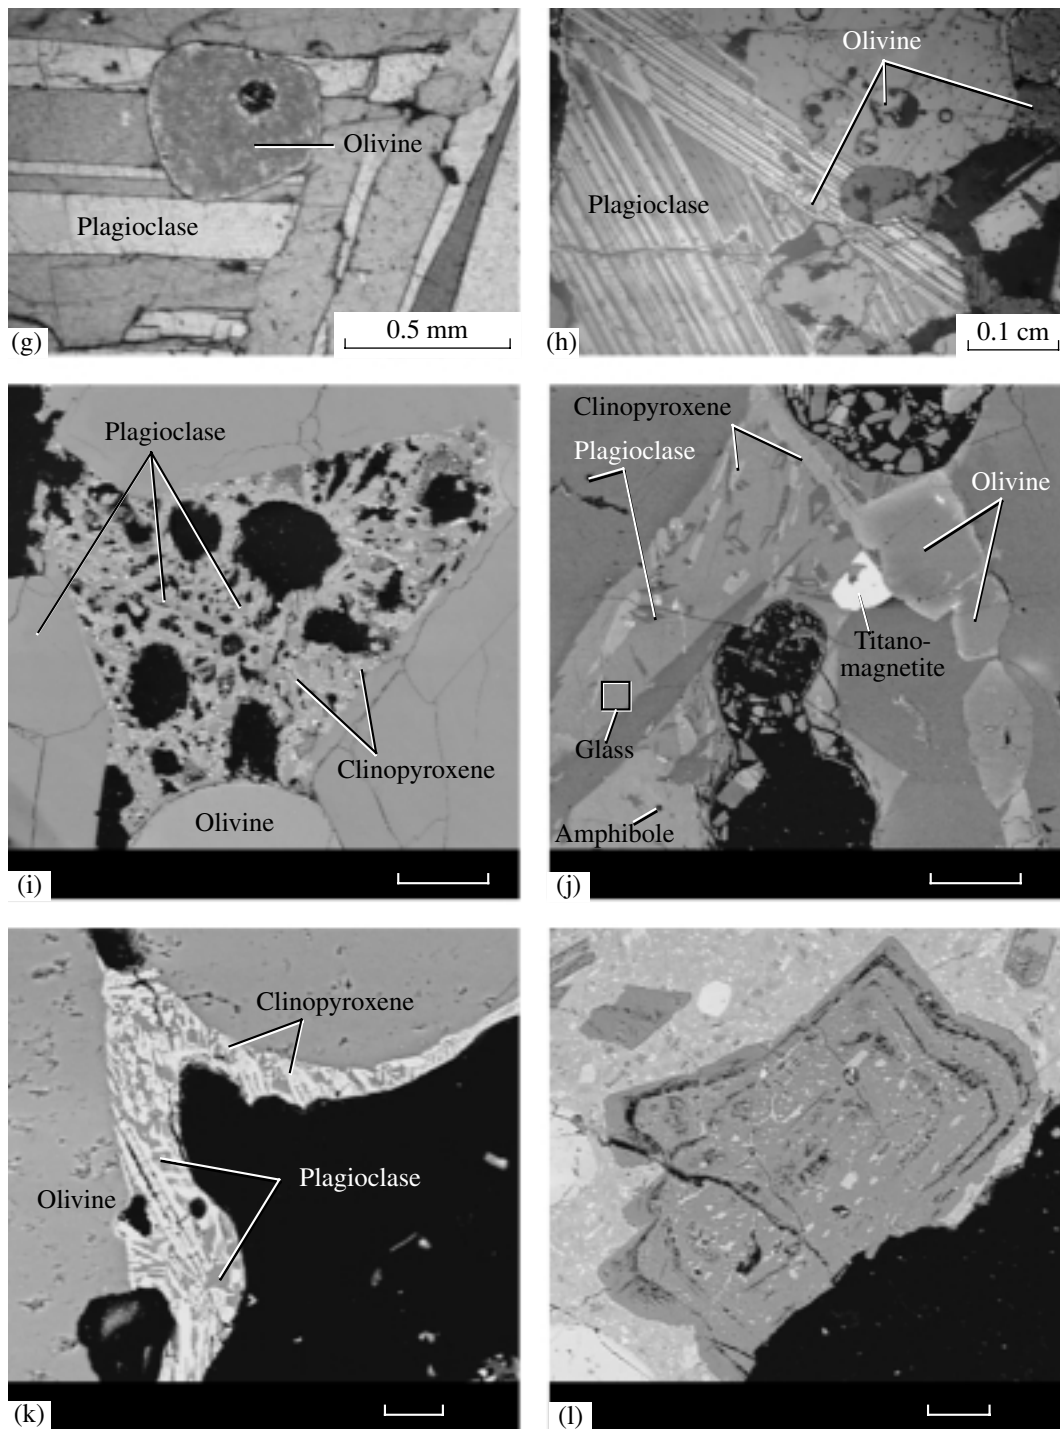 Olivine
Plagioclase
0.5 mm
(g)
Olivine
Plagioclase
0.1 cm
(h)
Plagioclase
Clinopyroxene
Olivine
(i)
Clinopyroxene
Plagioclase
Olivine
Titano-
magnetite
Glass
Amphibole
(j)
Clinopyroxene
Plagioclase
Olivine
(k)
(l)